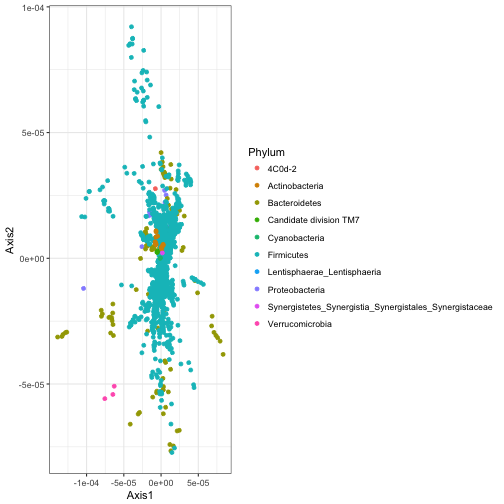 1e-04
5e-05
0e+00
-5e-05
Axis2
-1e-04
-5e-05
0e+00
5e-05
Axis1
Phylum
4C0d-2
Actinobacteria
Bacteroidetes
Candidate division TM7
Cyanobacteria
Firmicutes
Lentisphaerae_Lentisphaeria
Proteobacteria
Synergistetes_Synergistia_Synergistales_Synergistaceae
Verrucomicrobia